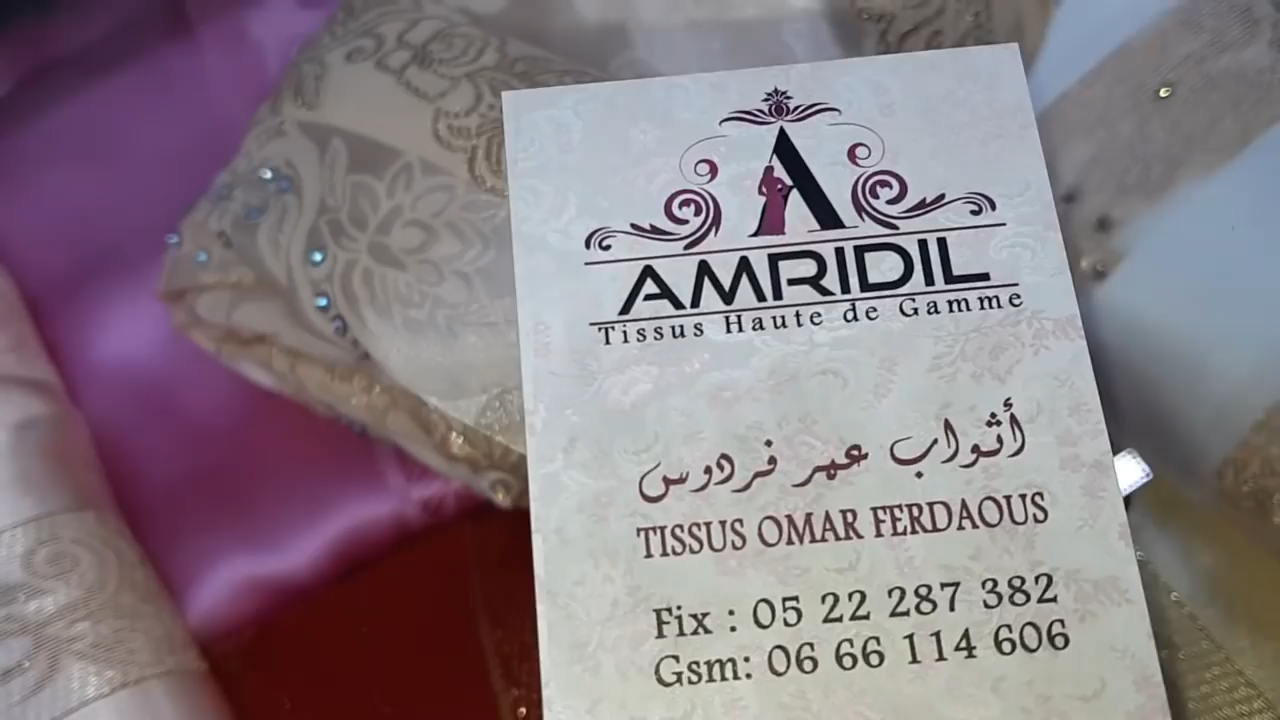 A
AMRIDIL
Tissus Haute de Gamme
أثواب عمر فردوس
TISSUS OMAR FERDAOUS
Fix : 05 22 287 382
Gsm: 06 66 114 606